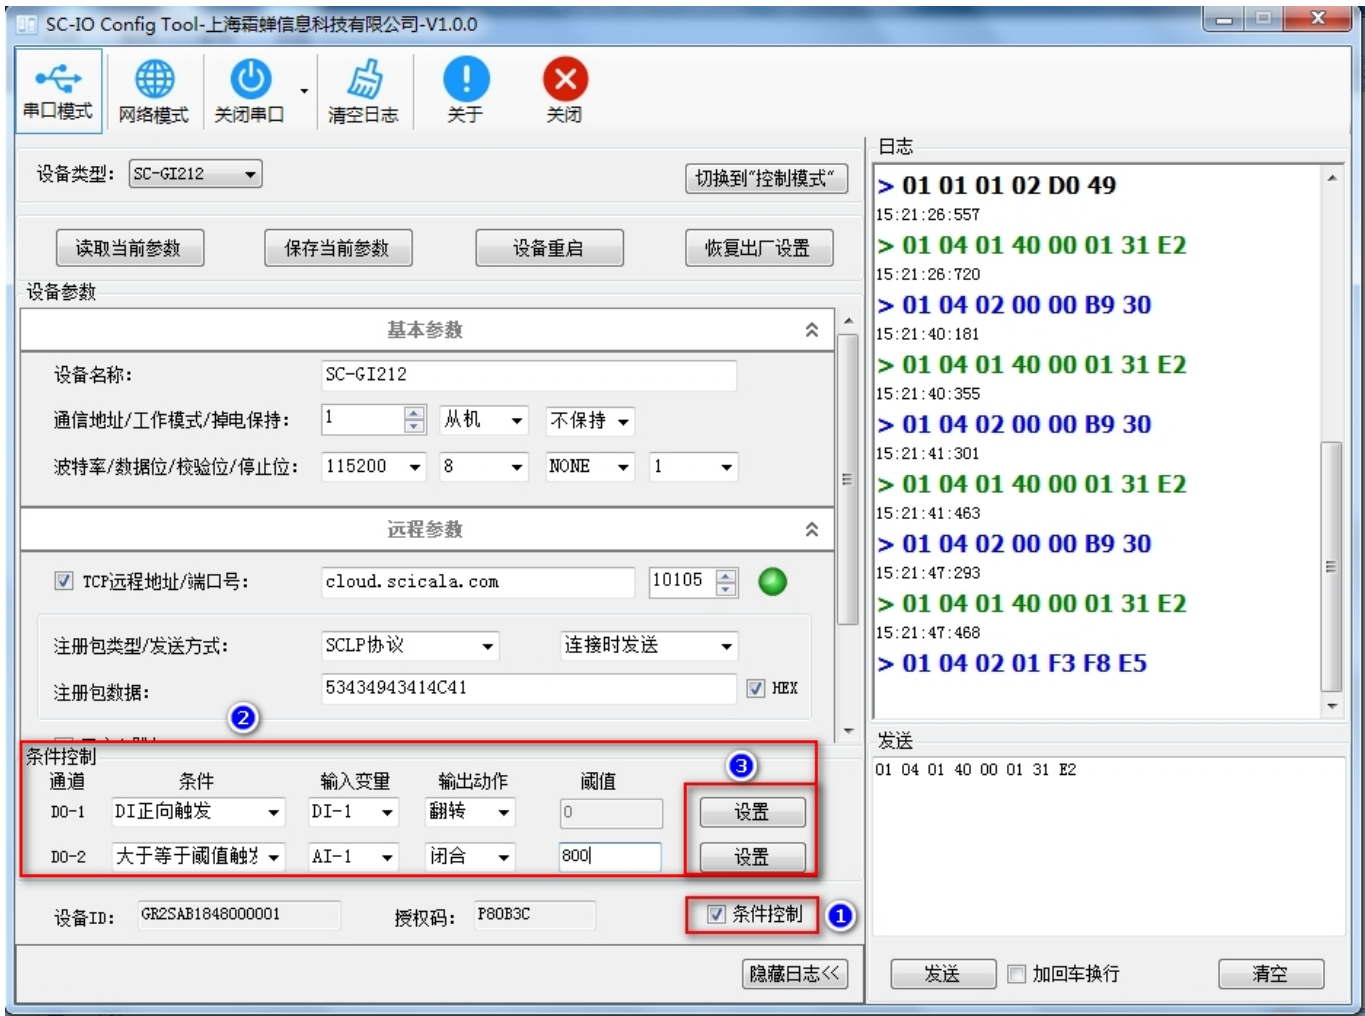 SC-IO Config Tool-上海霜蝉信息科技有限公司-V1.0.0
串口模式 网络模式 关闭串口 清空日志 关于 关闭
设备类型: SC-GI212 切换到"控制模式"
读取当前参数 保存当前参数 设备重启 恢复出厂设置
设备参数
基本参数
设备名称: SC-GI212
通信地址/工作模式/掉电保持: 1 从机 不保持
波特率/数据位/校验位/停止位: 115200 8 NONE 1
远程参数
TCP远程地址/端口号: cloud.scicala.com 10105
注册包类型/发送方式: SCLP协议 连接时发送
注册包数据: 53434943414C41 HEX
2
条件控制
通道 条件 输入变量 输出动作 阈值 3
DO-1 DI正向触发 DI-1 翻转 0 设置
DO-2 大于等于阈值触发 AI-1 闭合 800 设置
设备ID: GR2SAB1848000001 授权码: P80B3C 条件控制 1
隐藏日志<<
日志
> 01 01 01 02 D0 49
15:21:26:557
> 01 04 01 40 00 01 31 E2
15:21:26:720
> 01 04 02 00 00 B9 30
15:21:40:181
> 01 04 01 40 00 01 31 E2
15:21:40:355
> 01 04 02 00 00 B9 30
15:21:41:301
> 01 04 01 40 00 01 31 E2
15:21:41:463
> 01 04 02 00 00 B9 30
15:21:47:293
> 01 04 01 40 00 01 31 E2
15:21:47:468
> 01 04 02 01 F3 F8 E5
发送
01 04 01 40 00 01 31 E2
发送 加回车换行 清空